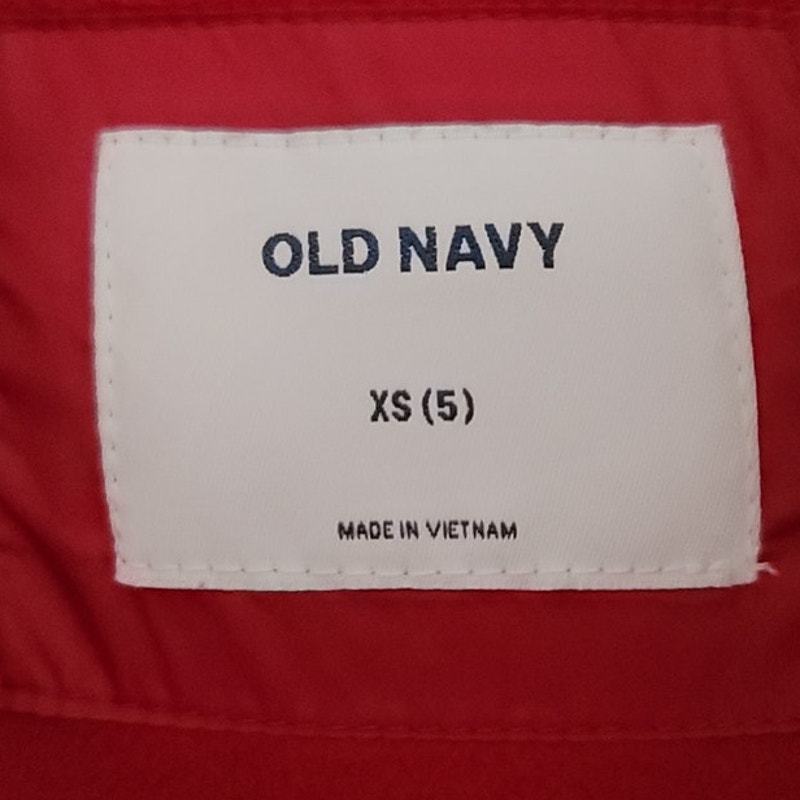 OLD NAVY
XS (5)
MADE IN VIETNAM